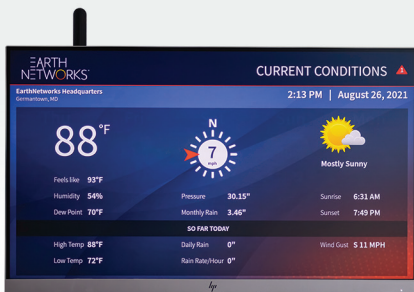 EARTH
NETWORKS
CURRENT CONDITIONS
EarthNetworks Headquarters
Germantown, MD
2:13 PM | August 26, 2021
88°F
N
7
mph
Mostly Sunny
Feels like 93°F
Humidity 54%
Dew Point 70°F
Pressure 30.15"
Monthly Rain 3.46"
Sunrise 6:31 AM
Sunset 7:49 PM
SO FAR TODAY
High Temp 88°F
Low Temp 72°F
Daily Rain 0"
Rain Rate/Hour 0"
Wind Gust S 11 MPH
hp